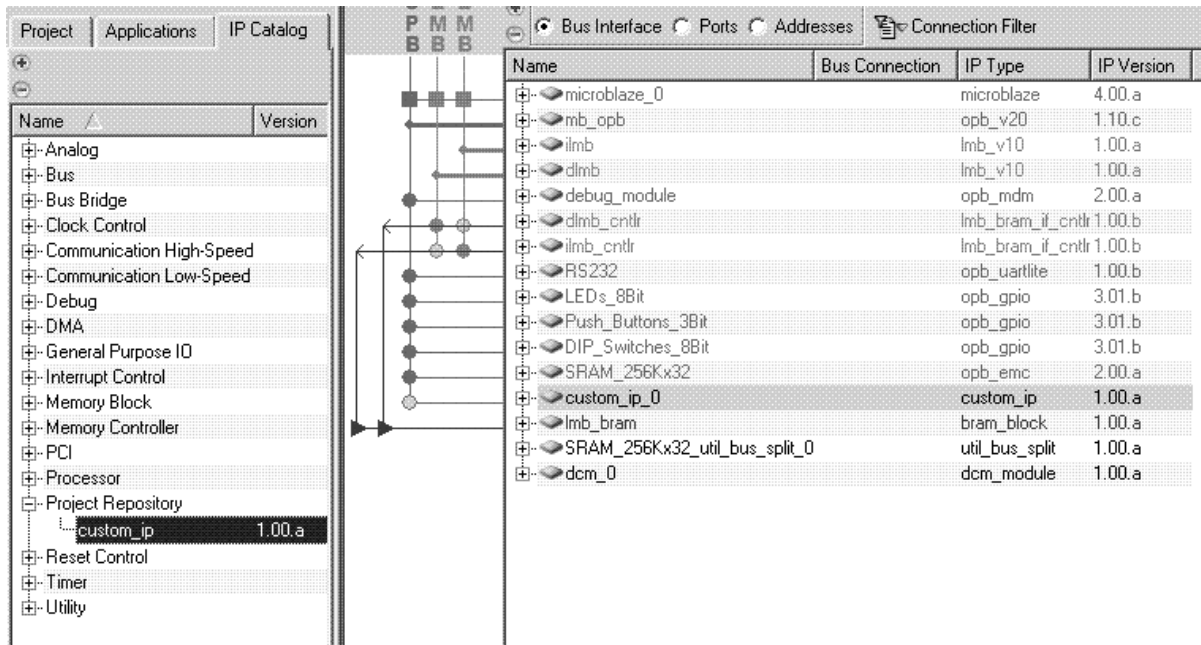 Project Applications IP Catalog
Name Version
Analog
Bus
Bus Bridge
Clock Control
Communication High-Speed
Communication Low-Speed
Debug
DMA
General Purpose IO
Interrupt Control
Memory Block
Memory Controller
PCI
Processor
Project Repository
custom_ip 1.00.a
Reset Control
Timer
Utility
P M M
B B B
Bus Interface Ports Addresses Connection Filter
Name Bus Connection IP Type IP Version
microblaze_0 microblaze 4.00.a
mb_opb opb_v20 1.10.c
ilmb lmb_v10 1.00.a
dlmb lmb_v10 1.00.a
debug_module opb_mdm 2.00.a
dlmb_cntlr lmb_bram_if_cntlr 1.00.b
ilmb_cntlr lmb_bram_if_cntlr 1.00.b
RS232 opb_uartlite 1.00.b
LEDs_8Bit opb_gpio 3.01.b
Push_Buttons_3Bit opb_gpio 3.01.b
DIP_Switches_8Bit opb_gpio 3.01.b
SRAM_256Kx32 opb_emc 2.00.a
custom_ip_0 custom_ip 1.00.a
lmb_bram bram_block 1.00.a
SRAM_256Kx32_util_bus_split_0 util_bus_split 1.00.a
dcm_0 dcm_module 1.00.a